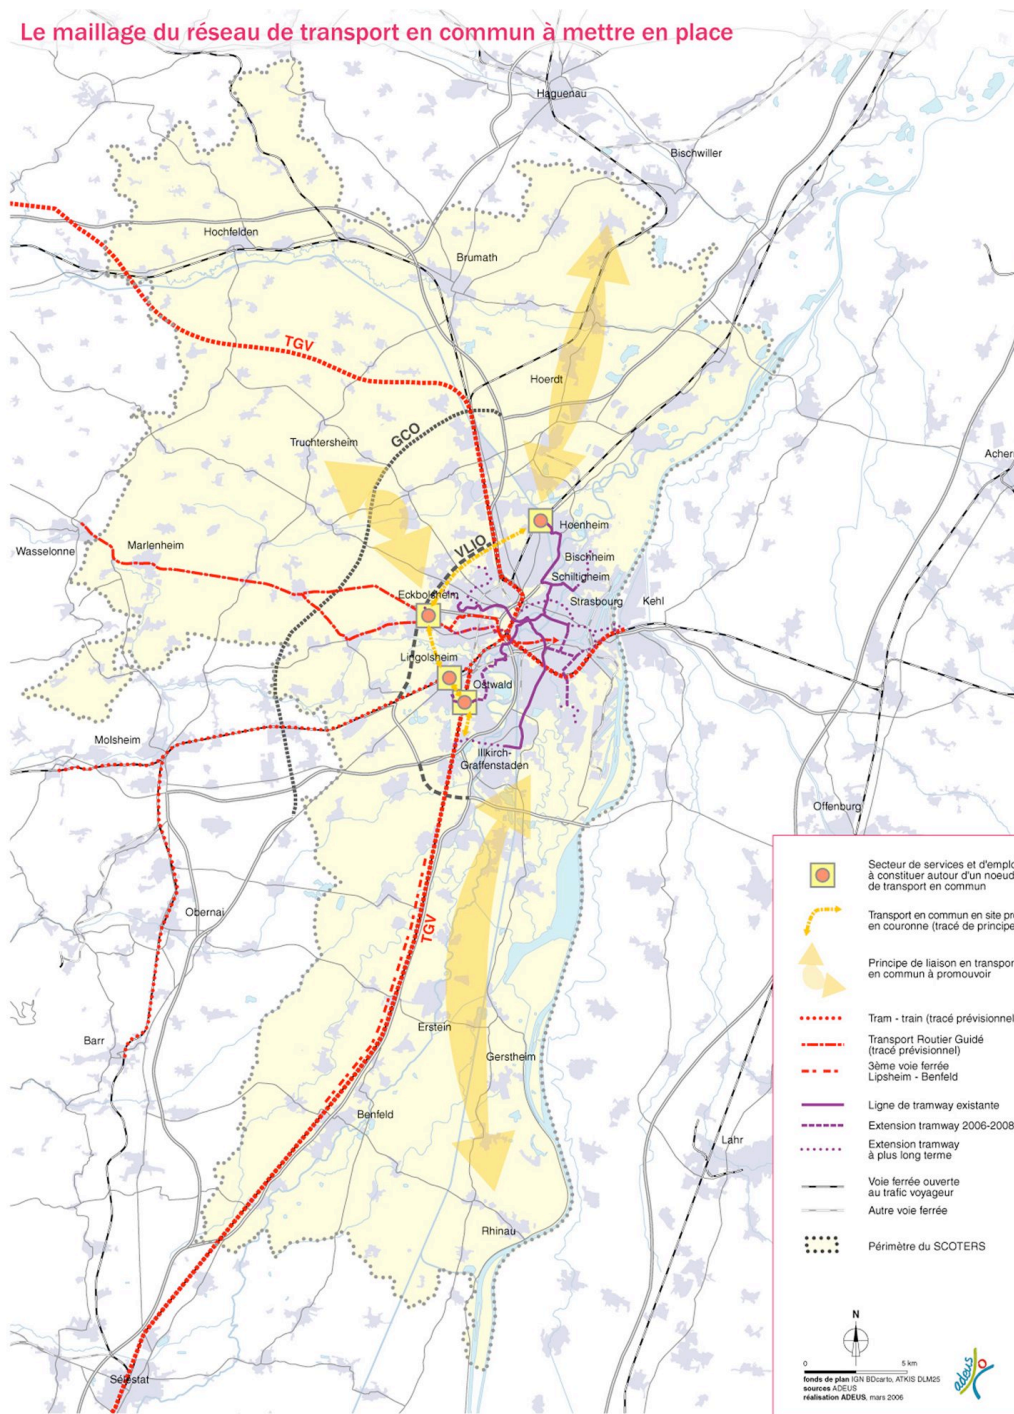 Le maillage du réseau de transport en commun à mettre en place
Haguenau
Bischwiller
Hochfelden
Brumath
TGV
Hoerdt
GCO
Truchtersheim
Achern
Wasselonne
Marlenheim
VLIO
Hoenheim
Bischheim
Schiltigheim
Eckbolsheim
Strasbourg
Kehl
Lingolsheim
Ostwald
Molsheim
Illkirch-
Graffenstaden
Offenburg
Obernai
TGV
Erstein
Barr
Gerstheim
Benfeld
Lahr
Rhinau
Sélestat
Secteur de services et d'emplo
à constituer autour d'un noeud
de transport en commun
Transport en commun en site pr
en couronne (tracé de principe
Principe de liaison en transpor
en commun à promouvoir
Tram - train (tracé prévisionnel
Transport Routier Guidé
(tracé prévisionnel)
3ème voie ferrée
Lipsheim - Benfeld
Ligne de tramway existante
Extension tramway 2006-2008
Extension tramway
à plus long terme
Voie ferrée ouverte
au trafic voyageur
Autre voie ferrée
Périmètre du SCOTERS
N
0 5 km
fonds de plan IGN BDcarto, ATKIS DLM25
sources ADEUS
réalisation ADEUS, mars 2006
adeus